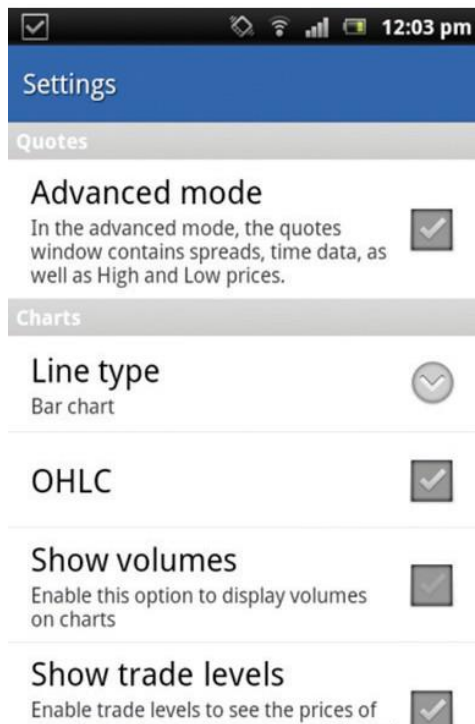 12:03 pm
Settings
Quotes
Advanced mode
In the advanced mode, the quotes
window contains spreads, time data, as
well as High and Low prices.
Charts
Line type
Bar chart
OHLC
Show volumes
Enable this option to display volumes
on charts
Show trade levels
Enable trade levels to see the prices of